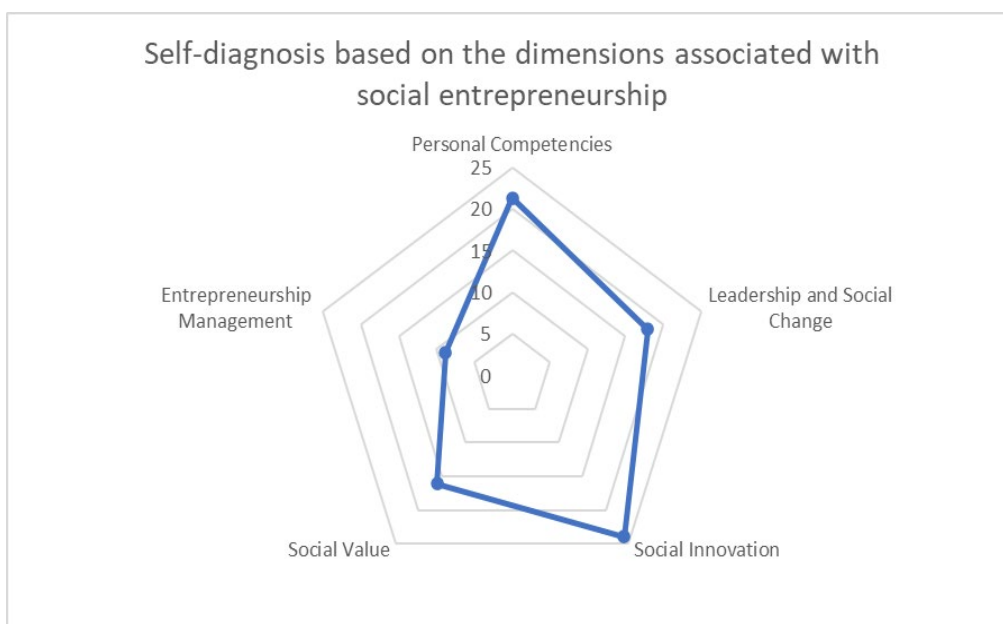 Self-diagnosis based on the dimensions associated with
social entrepreneurship
Personal Competencies
25
20
15
10
5
0
Entrepreneurship
Management
Leadership and Social
Change
Social Value
Social Innovation